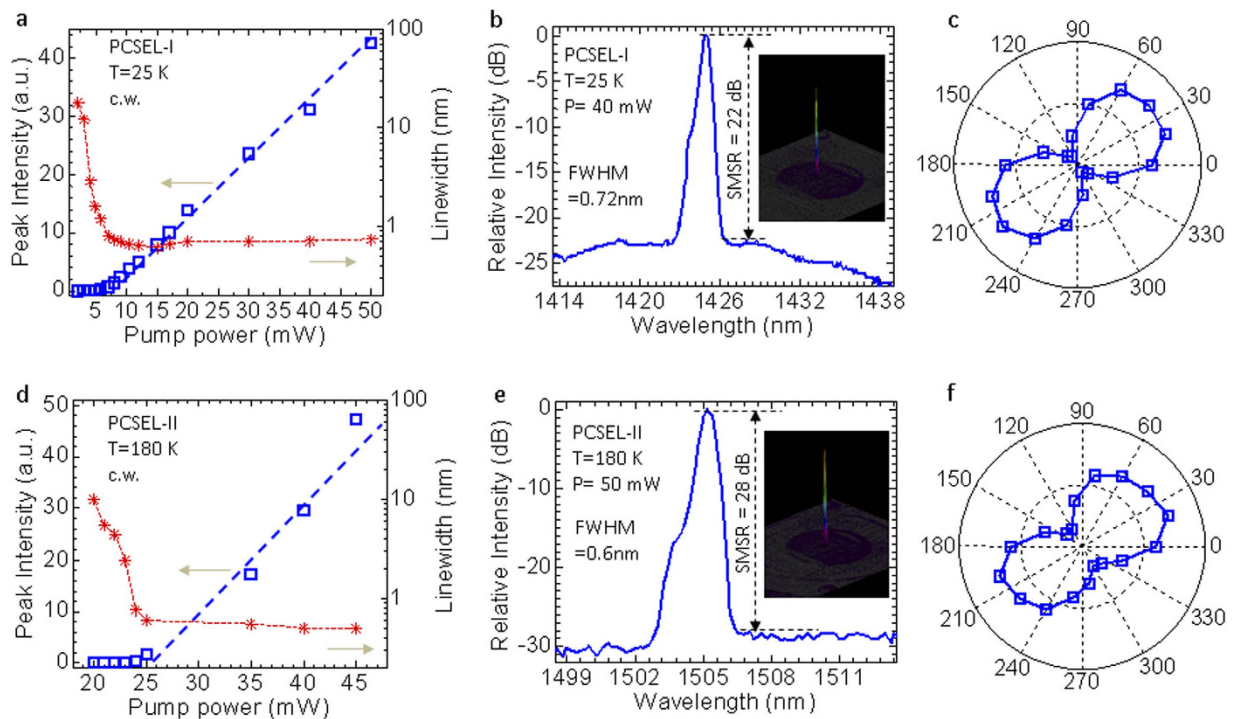 a
PCSEL-I
T=25 K
c.w.
Peak Intensity (a.u.)
40
30
20
10
0
5 10 15 20 25 30 35 40 45 50
Pump power (mW)
100
10
1
Linewidth (nm)
b
PCSEL-I
T=25 K
P= 40 mW
FWHM
=0.72nm
SMSR = 22 dB
Relative Intensity (dB)
0
-5
-10
-15
-20
-25
1414 1420 1426 1432 1438
Wavelength (nm)
c
90
120 60
150 30
180 0
210 330
240 300
270
d
PCSEL-II
T=180 K
c.w.
Peak Intensity (a.u.)
50
40
30
20
10
0
20 25 30 35 40 45
Pump power (mW)
100
10
1
Linewidth (nm)
e
PCSEL-II
T=180 K
P= 50 mW
FWHM
=0.6nm
SMSR = 28 dB
Relative Intensity (dB)
0
-10
-20
-30
1499 1502 1505 1508 1511
Wavelength (nm)
f
90
120 60
150 30
180 0
210 330
240 300
270